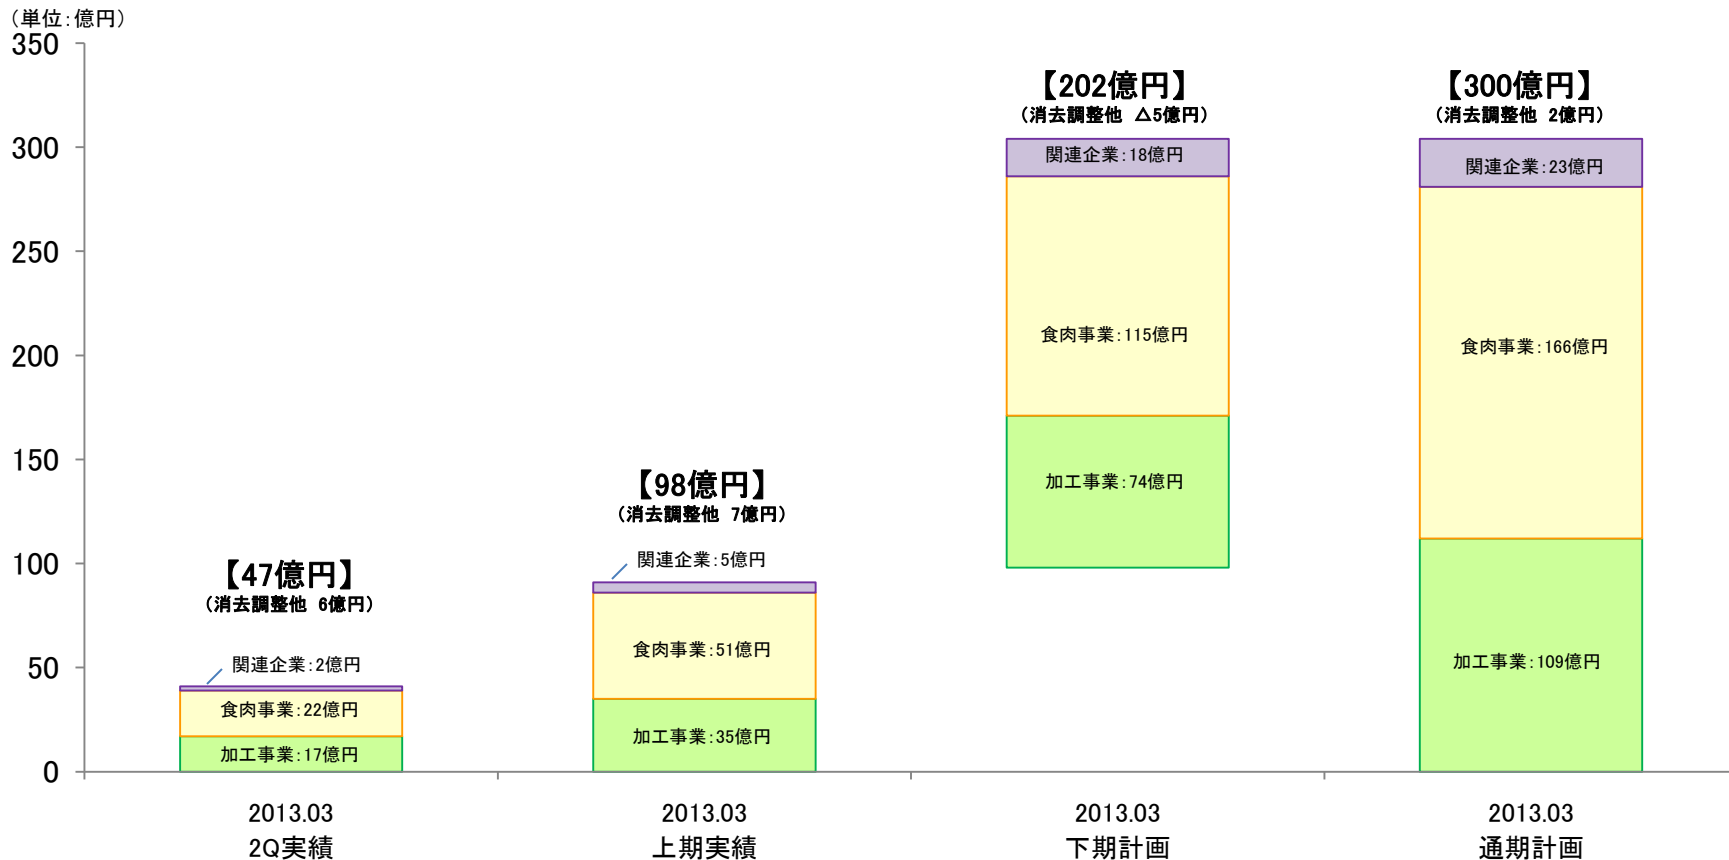 （単位：億円）
350
300
250
200
150
100
50
0
【47億円】
（消去調整他 6億円）
関連企業：2億円
食肉事業：22億円
加工事業：17億円
【98億円】
（消去調整他 7億円）
関連企業：5億円
食肉事業：51億円
加工事業：35億円
【202億円】
（消去調整他 △5億円）
関連企業：18億円
食肉事業：115億円
加工事業：74億円
【300億円】
（消去調整他 2億円）
関連企業：23億円
食肉事業：166億円
加工事業：109億円
2013.03
2Q実績
2013.03
上期実績
2013.03
下期計画
2013.03
通期計画